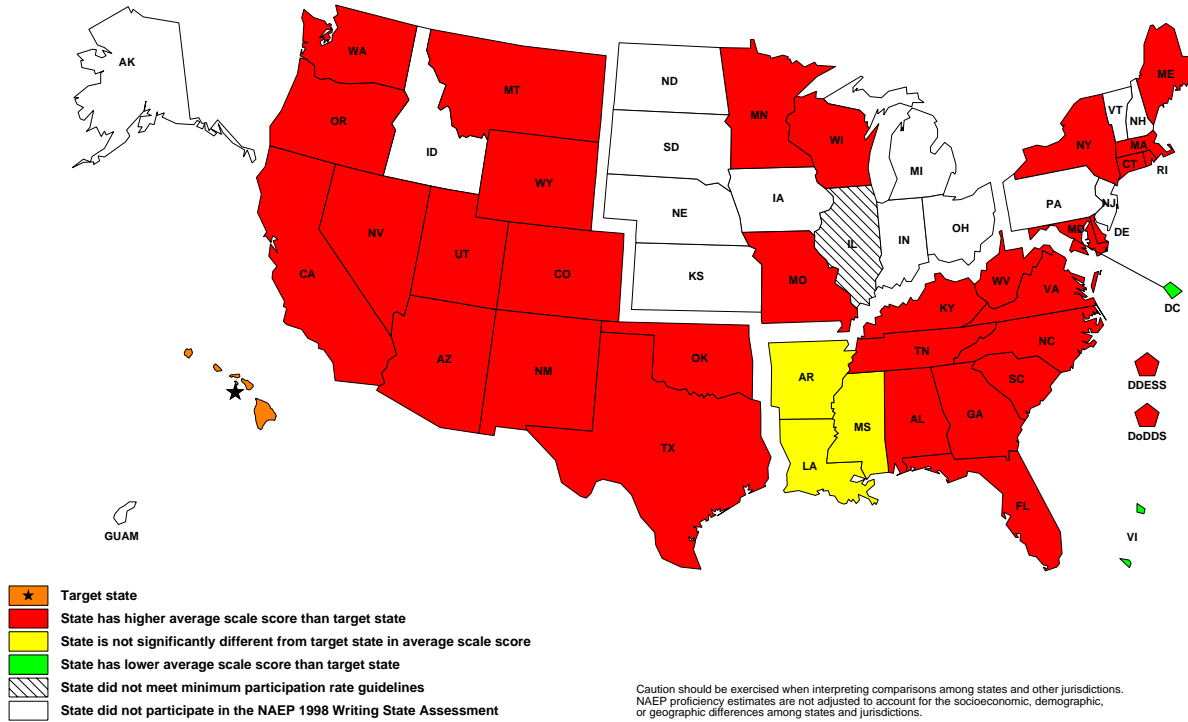 AK
WA
MT
ND
MN
ME
VT
NH
OR
ID
SD
WI
NY
MA
CT
RI
MI
WY
IA
PA
NJ
NE
IL
IN
OH
MD
DE
NV
UT
CO
KS
MO
WV
VA
CA
KY
DC
AZ
NM
OK
AR
TN
NC
SC
DDESS
MS
AL
GA
DoDDS
TX
LA
FL
GUAM
VI
Target state
State has higher average scale score than target state
State is not significantly different from target state in average scale score
State has lower average scale score than target state
State did not meet minimum participation rate guidelines
State did not participate in the NAEP 1998 Writing State Assessment
Caution should be exercised when interpreting comparisons among states and other jurisdictions.
NAEP proficiency estimates are not adjusted to account for the socioeconomic, demographic,
or geographic differences among states and jurisdictions.